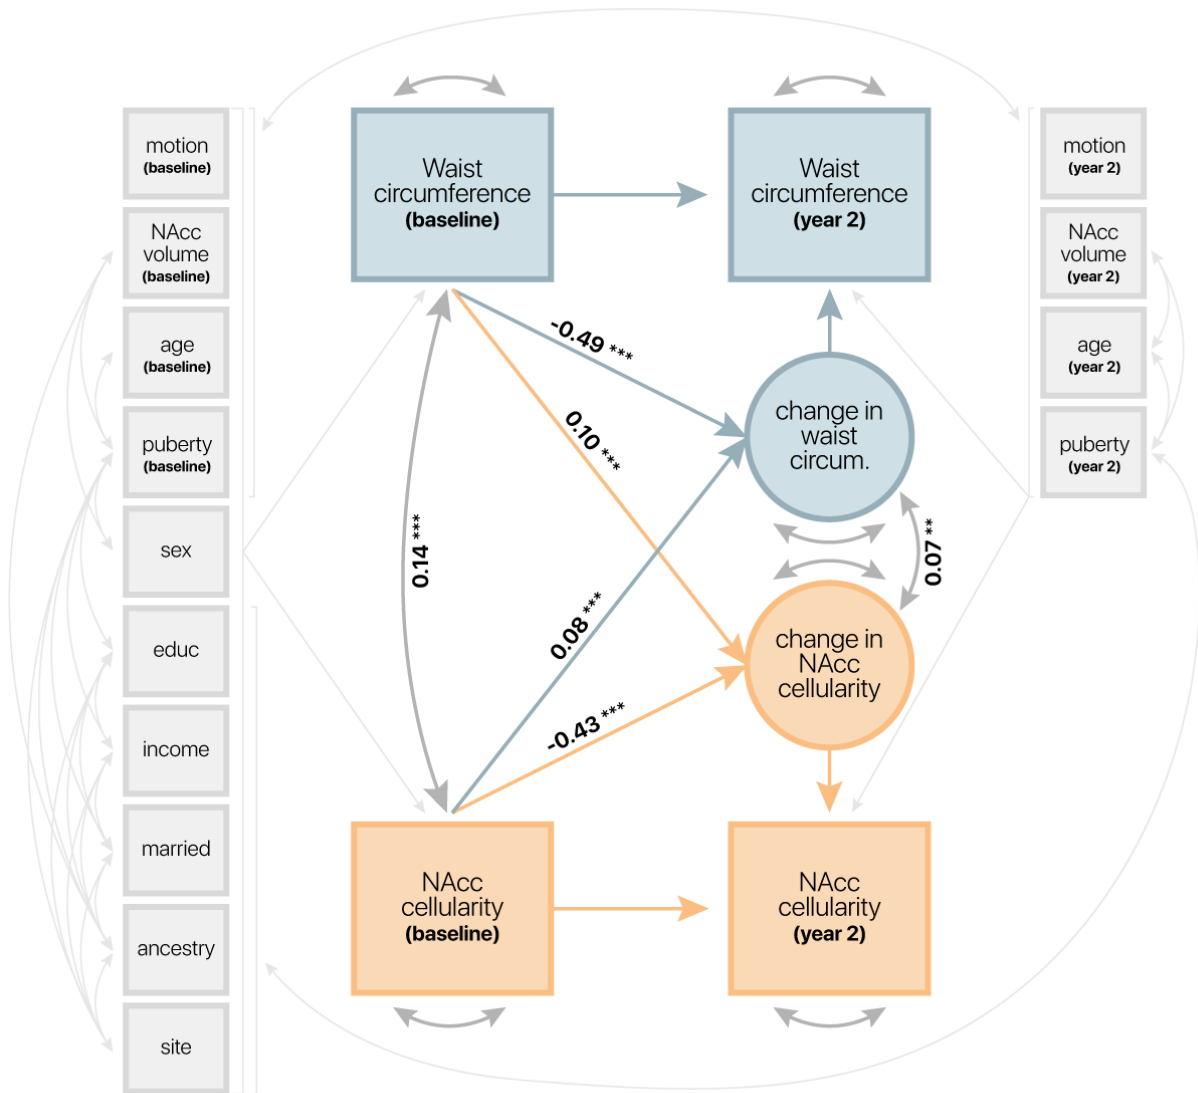 motion
(baseline)
NAcc
volume
(baseline)
age
(baseline)
puberty
(baseline)
sex
educ
income
married
ancestry
site
Waist
circumference
(baseline)
Waist
circumference
(year 2)
-0.49 ***
0.10 ***
0.14 ***
0.08 ***
-0.43 ***
change in
waist
circum.
0.07 **
change in
NAcc
cellularity
NAcc
cellularity
(baseline)
NAcc
cellularity
(year 2)
motion
(year 2)
NAcc
volume
(year 2)
age
(year 2)
puberty
(year 2)